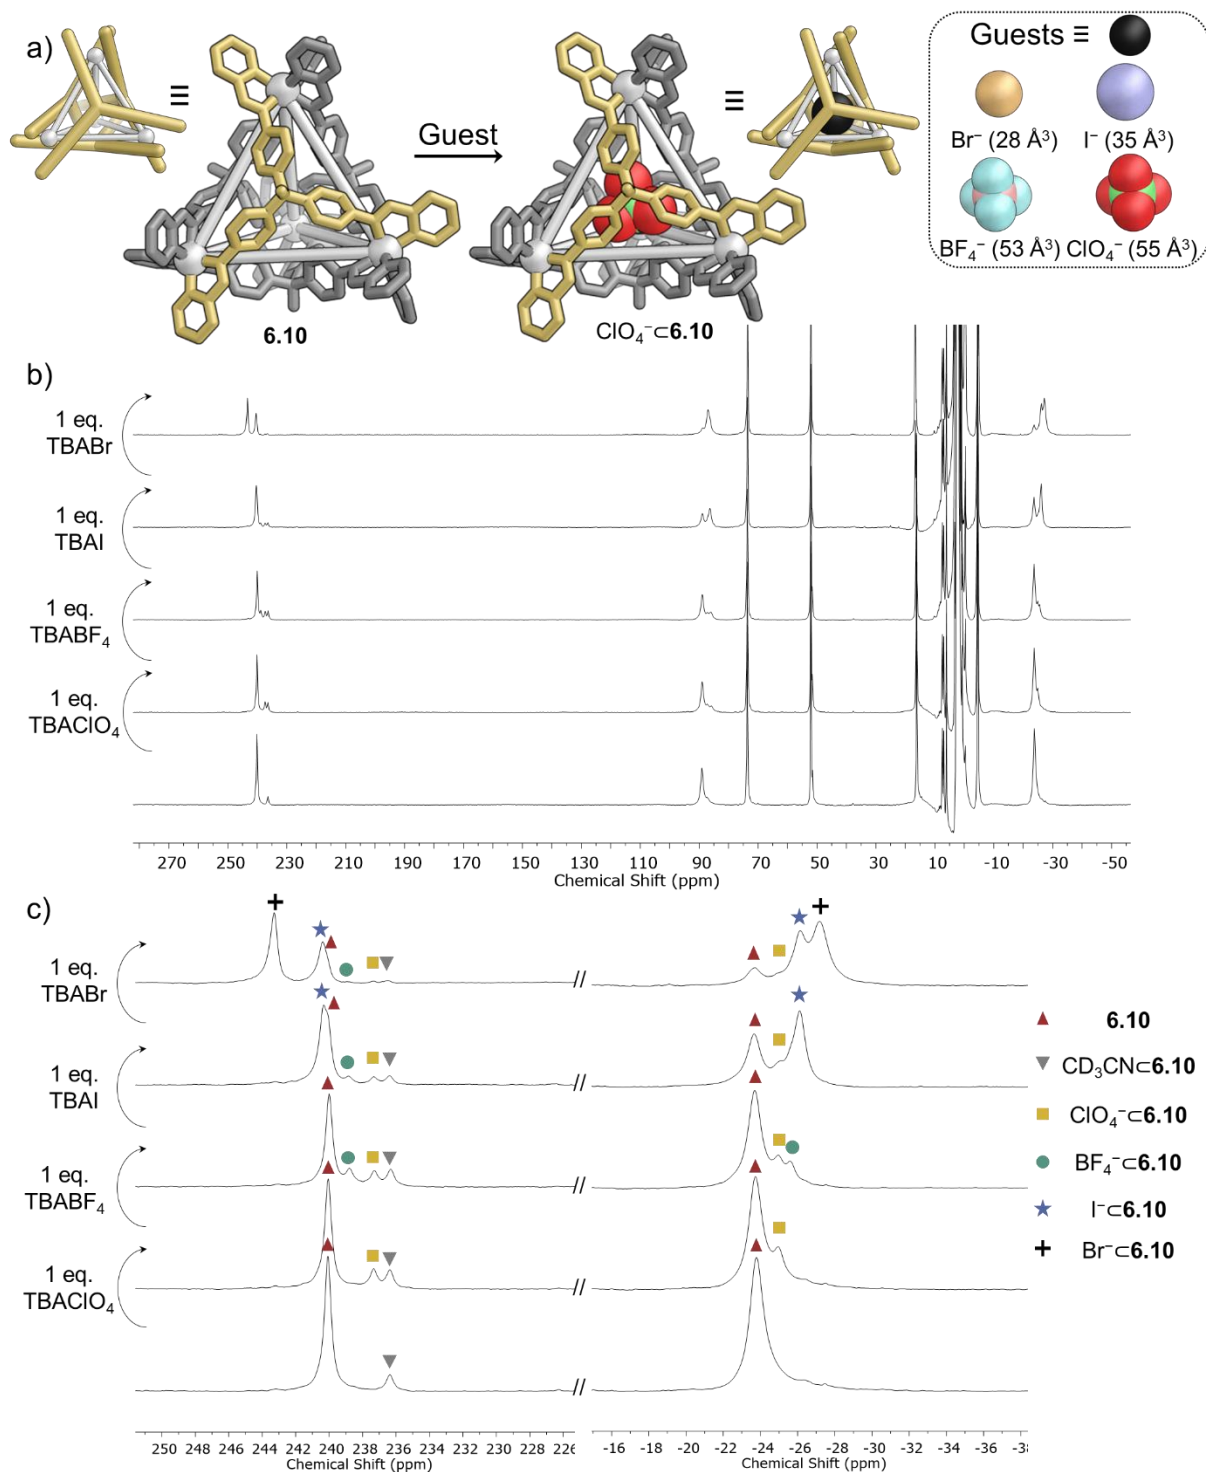 a)
≡
Guest
≡
Guests ≡
Br⁻ (28 Å³)
I⁻ (35 Å³)
BF₄⁻ (53 Å³)
ClO₄⁻ (55 Å³)
6.10
ClO₄⁻⊂6.10
b)
1 eq.
TBABr
1 eq.
TBAI
1 eq.
TBABF₄
1 eq.
TBAClO₄
270 250 230 210 190 170 150 130 110 90 70 50 30 10 -10 -30 -50
Chemical Shift (ppm)
c)
1 eq.
TBABr
1 eq.
TBAI
1 eq.
TBABF₄
1 eq.
TBAClO₄
//
//
//
//
//
6.10
CD₃CN⊂6.10
ClO₄⁻⊂6.10
BF₄⁻⊂6.10
I⁻⊂6.10
Br⁻⊂6.10
250 248 246 244 242 240 238 236 234 232 230 228 226
Chemical Shift (ppm)
-16 -18 -20 -22 -24 -26 -28 -30 -32 -34 -36 -38
Chemical Shift (ppm)